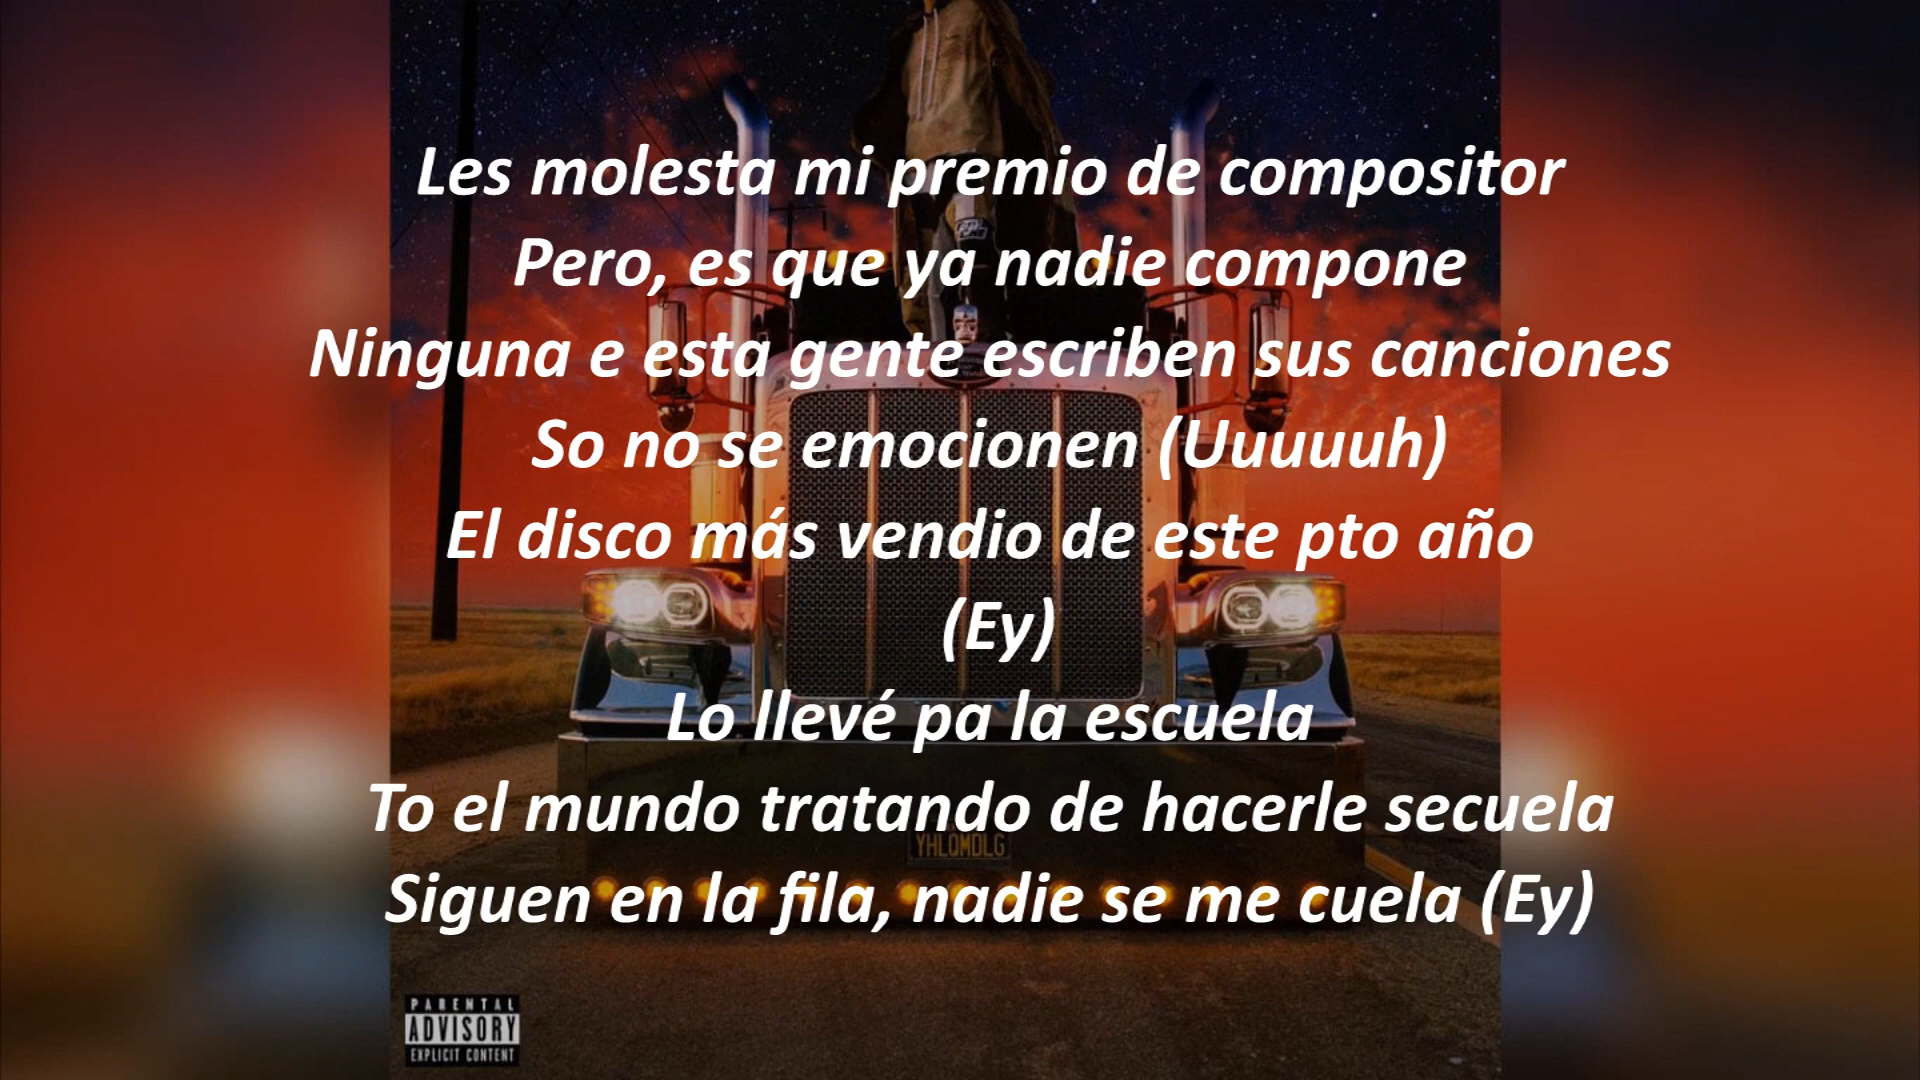 Les molesta mi premio de compositor
Pero, es que ya nadie compone
Ninguna e esta gente escriben sus canciones
So no se emocionen (Uuuuuh)
El disco más vendio de este pto año
(Ey)
Lo llevé pa la escuela
To el mundo tratando de hacerle secuela
YHLQMDLG
Siguen en la fila, nadie se me cuela (Ey)
PARENTAL
ADVISORY
EXPLICIT CONTENT